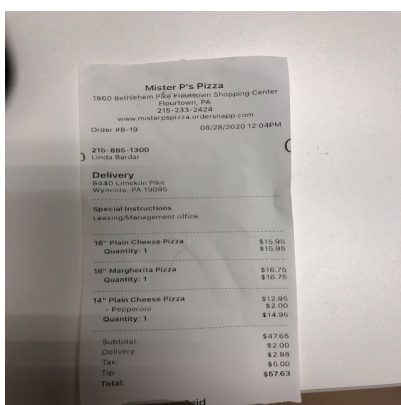 Mister P's Pizza
1860 Bethlehem Pike Flourtown Shopping Center
Flourtown, PA
215-233-2424
www.misterpspizza.ordersnapp.com
Order #B-19 08/28/2020 12:04PM
215-885-1300
Linda Bardar
Delivery
8440 Limekiln Pike
Wyncote, PA 19095
Special Instructions
Leasing/Management office
18" Plain Cheese Pizza $15.95
Quantity: 1 $15.95
18" Margherita Pizza $16.75
Quantity: 1 $16.75
14" Plain Cheese Pizza $12.95
- Pepperoni $2.00
Quantity: 1 $14.95
Subtotal: $47.65
Delivery: $2.00
Tax: $2.98
Tip: $5.00
Total: $57.63